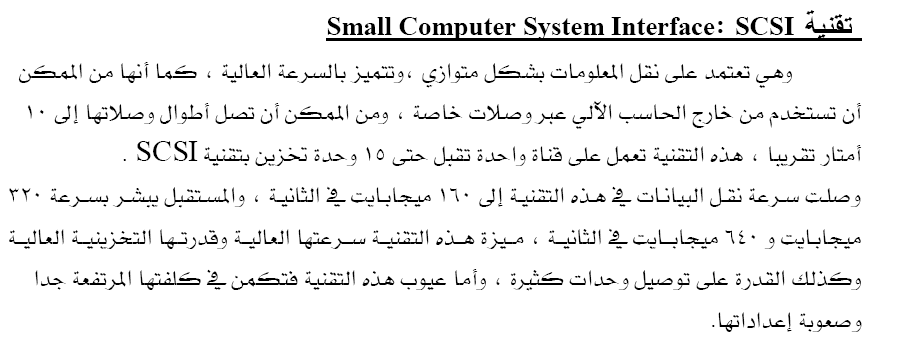 تقنية Small Computer System Interface: SCSI
وهي تعتمد على نقل المعلومات بشكل متوازي ،وتتميز بالسرعة العالية ، كما أنها من الممكن
أن تستخدم من خارج الحاسب الآلي عبر وصلات خاصة ، ومن الممكن أن تصل أطوال وصلاتها إلى ١٠
أمتار تقريبا ، هذه التقنية تعمل على قناة واحدة تقبل حتى ١٥ وحدة تخزين بتقنية SCSI .
وصلت سرعة نقل البيانات في هذه التقنية إلى ١٦٠ ميجابايت في الثانية ، والمستقبل يبشر بسرعة ٣٢٠
ميجابايت و ٦٤٠ ميجابايت في الثانية ، ميزة هذه التقنية سرعتها العالية وقدرتها التخزينية العالية
وكذلك القدرة على توصيل وحدات كثيرة ، وأما عيوب هذه التقنية فتكمن في كلفتها المرتفعة جدا
وصعوبة إعداداتها.